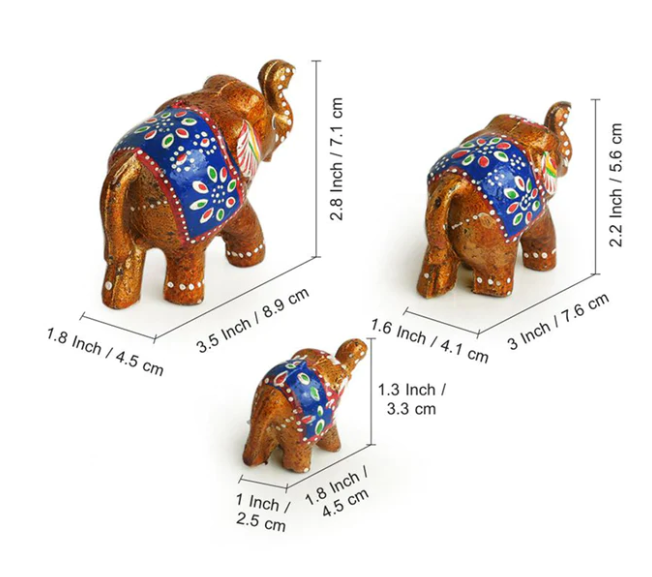 2.8 Inch / 7.1 cm
3.5 Inch / 8.9 cm
1.8 Inch / 4.5 cm
2.2 Inch / 5.6 cm
3 Inch / 7.6 cm
1.6 Inch / 4.1 cm
1.3 Inch /
3.3 cm
1.8 Inch /
4.5 cm
1 Inch /
2.5 cm